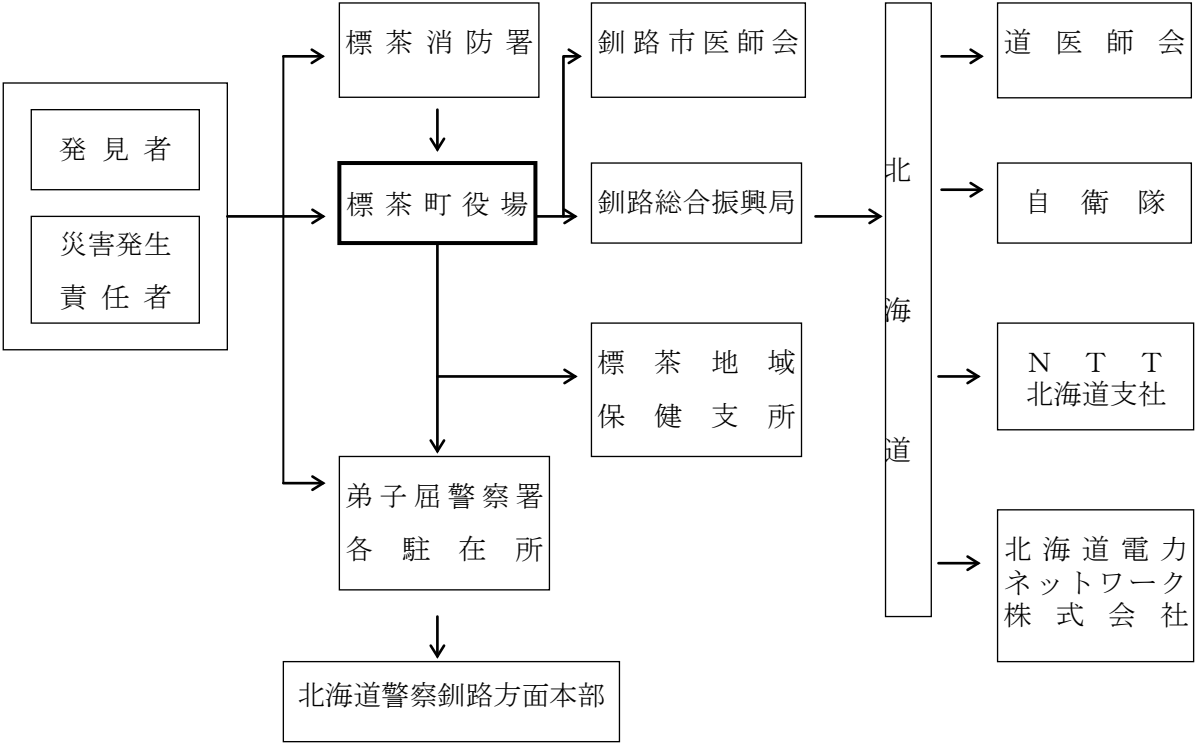 発見者
災害発生
責任者
標茶消防署
標茶町役場
弟子屈警察署
各駐在所
北海道警察釧路方面本部
釧路市医師会
釧路総合振興局
標茶地域
保健支所
北海道
道医師会
自衛隊
NTT
北海道支社
北海道電力
ネットワーク
株式会社